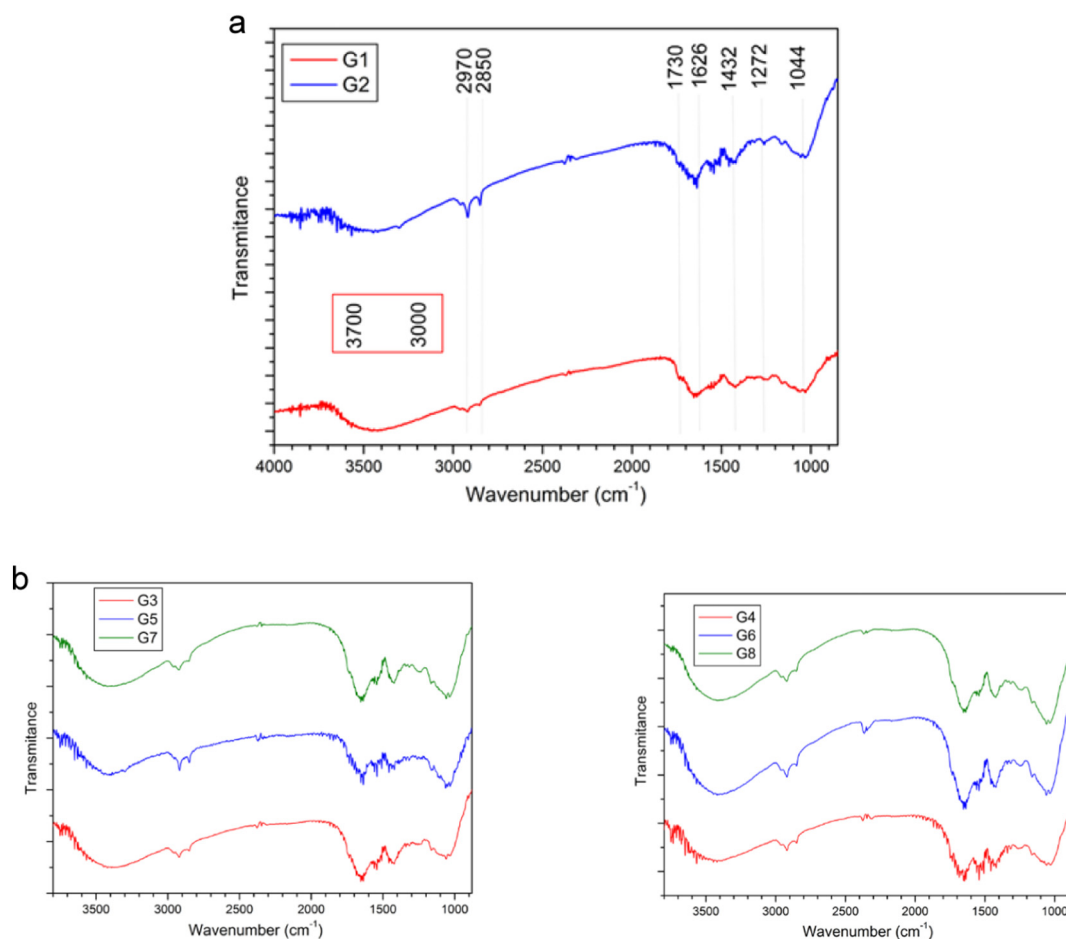 a
G1
G2
2970
2850
1730
1626
1432
1272
1044
3700
3000
Transmitance
4000
3500
3000
2500
2000
1500
1000
Wavenumber (cm-1)
b
G3
G5
G7
Transmitance
3500
3000
2500
2000
1500
1000
Wavenumber (cm-1)
G4
G6
G8
Transmitance
3500
3000
2500
2000
1500
1000
Wavenumber (cm-1)